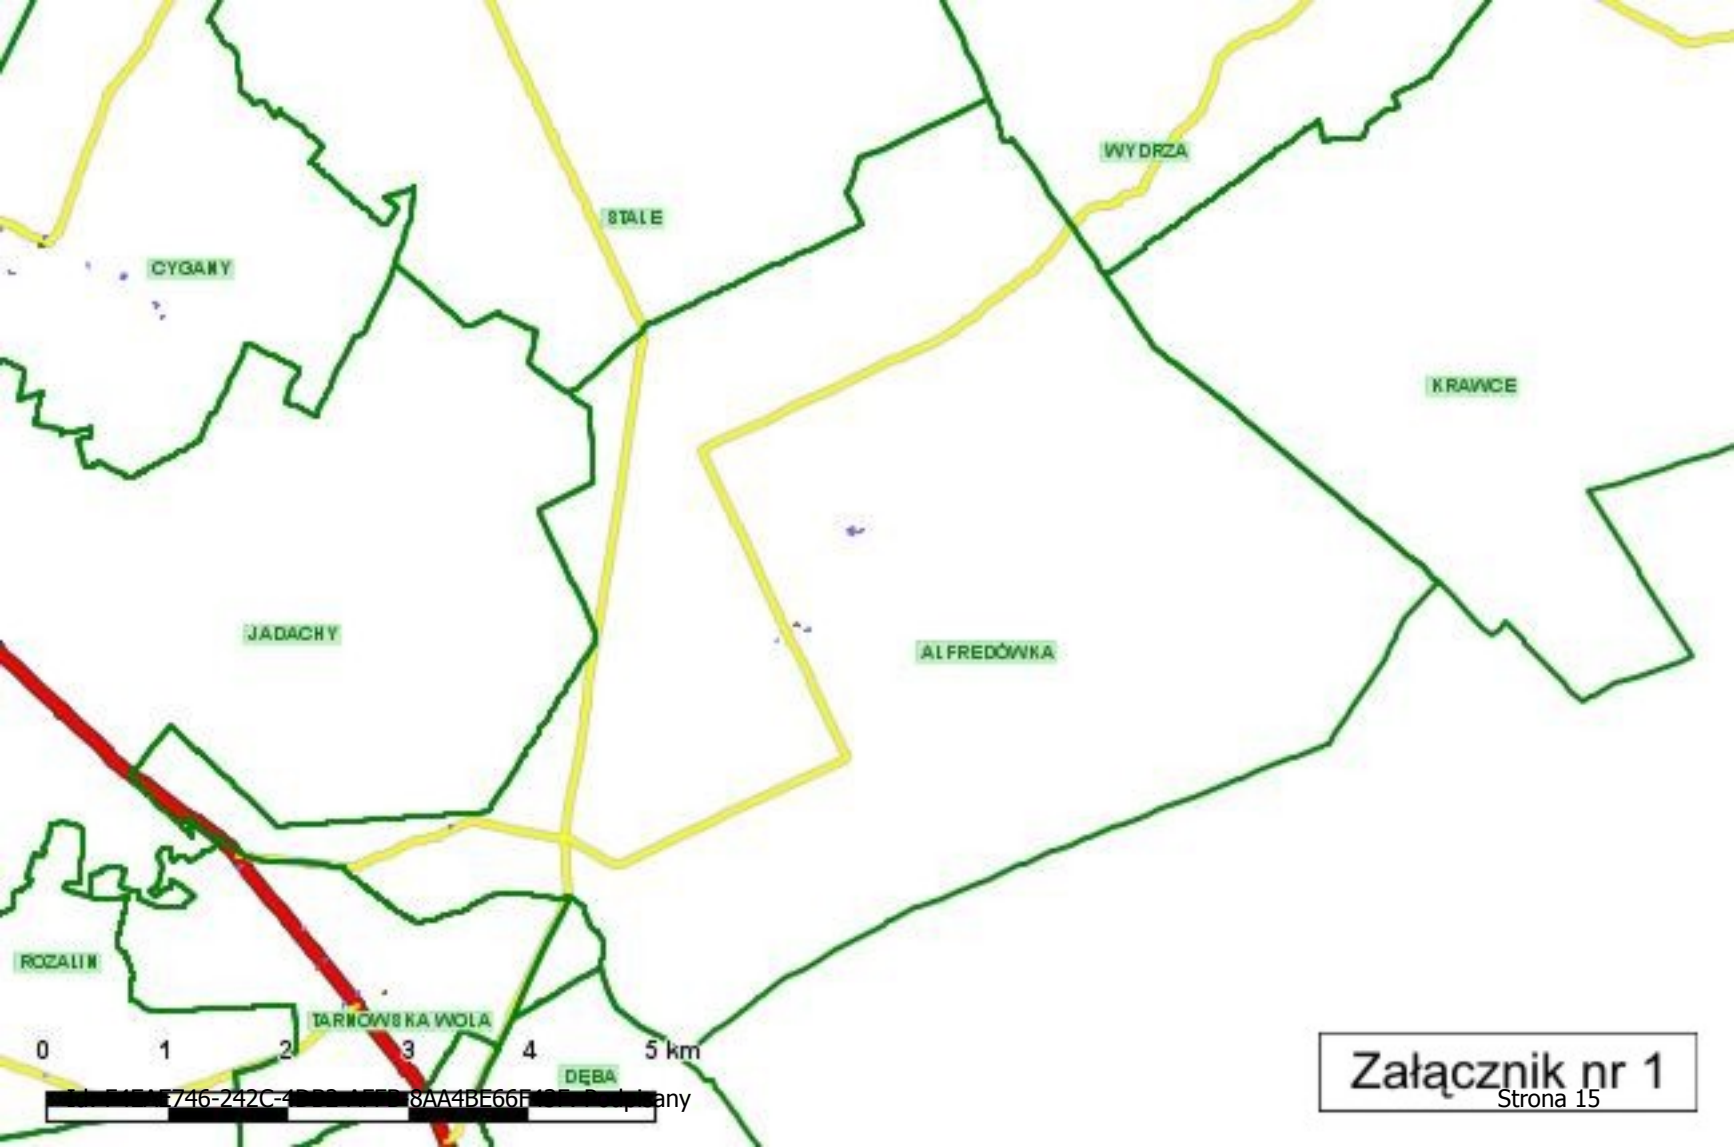 WYDRZA
STALE
CYGANY
KRAWCE
JADACHY
ALFREDÓWKA
ROZALIN
TARNOWSKA WOLA
0 1 2 3 4 5 km
DĘBA
Załącznik nr 1
Podpisany
Strona 15